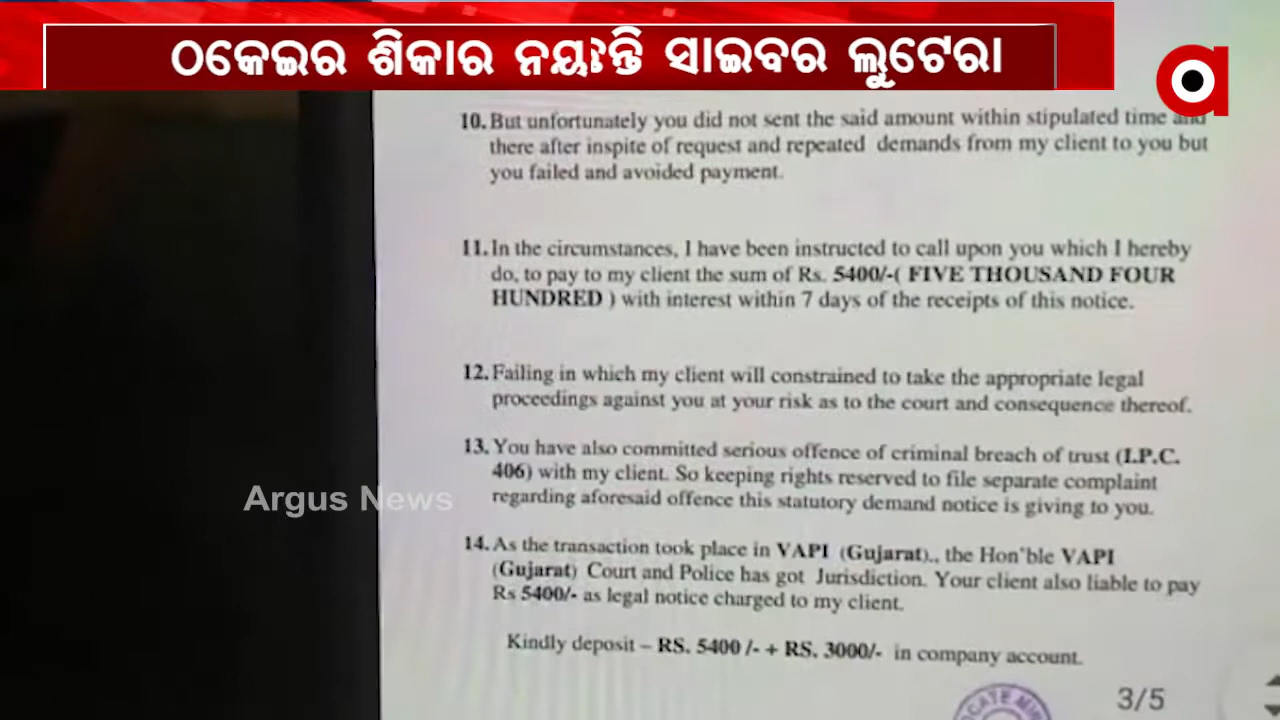 ଠକେଇର ଶିକାର ନୟଁନ୍ତି ସାଇବର ଲୁଟେରା
10. But unfortunately you did not sent the said amount within stipulated time and
there after inspite of request and repeated demands from my client to you but
you failed and avoided payment.
11. In the circumstances, I have been instructed to call upon you which I hereby
do, to pay to my client the sum of Rs. 5400/-( FIVE THOUSAND FOUR
HUNDRED ) with interest within 7 days of the receipts of this notice.
12. Failing in which my client will constrained to take the appropriate legal
proceedings against you at your risk as to the court and consequence thereof.
13. You have also committed serious offence of criminal breach of trust (I.P.C.
406) with my client. So keeping rights reserved to file separate complaint
regarding aforesaid offence this statutory demand notice is giving to you.
Argus News
14. As the transaction took place in VAPI (Gujarat)., the Hon'ble VAPI
(Gujarat) Court and Police has got Jurisdiction. Your client also liable to pay
Rs 5400/- as legal notice charged to my client.
Kindly deposit – RS. 5400 /- + RS. 3000/- in company account.
3/5